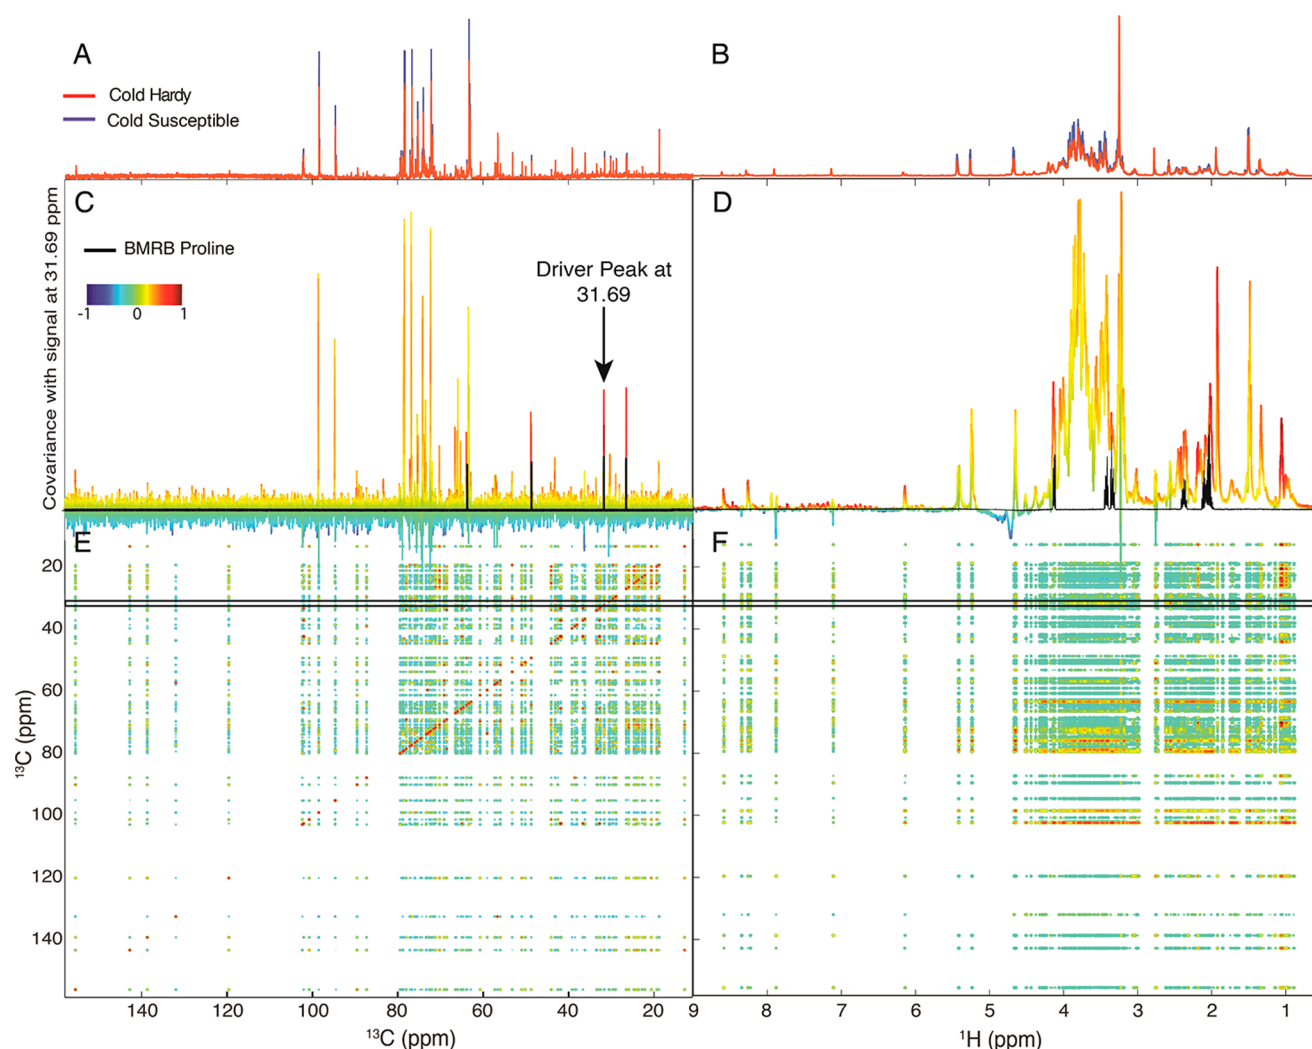 A
B
Cold Hardy
Cold Susceptible
C
D
Covariance with signal at 31.69 ppm
BMRB Proline
-1 0 1
Driver Peak at
31.69
E
F
20
40
60
80
100
120
140
¹³C (ppm)
140 120 100 80 60 40 20 9 8 7 6 5 4 3 2 1
¹³C (ppm)
¹H (ppm)